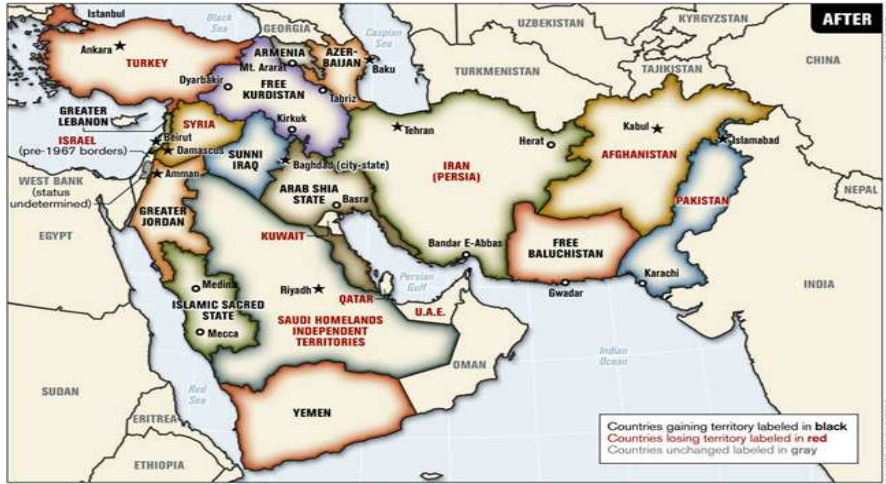 AFTER
Istanbul
Black
Sea
GEORGIA
Caspian
Sea
UZBEKISTAN
KYRGYZSTAN
Ankara
TURKEY
ARMENIA
Mt. Ararat
AZER-
BAIJAN
Baku
TURKMENISTAN
TAJIKISTAN
CHINA
Dyarbakir
FREE
KURDISTAN
Tabriz
GREATER
LEBANON
SYRIA
Kirkuk
Tehran
Herat
Kabul
Islamabad
ISRAEL
(pre-1967 borders)
Beirut
Damascus
SUNNI
IRAQ
Baghdad (city-state)
IRAN
(PERSIA)
AFGHANISTAN
WEST BANK
(status
undetermined)
Amman
ARAB SHIA
STATE
Basra
PAKISTAN
NEPAL
GREATER
JORDAN
EGYPT
KUWAIT
Bandar E-Abbas
FREE
BALUCHISTAN
Karachi
INDIA
Medina
Riyadh
Persian
Gulf
Gwadar
ISLAMIC SACRED
STATE
QATAR
U.A.E.
Mecca
SAUDI HOMELANDS
INDEPENDENT
TERRITORIES
OMAN
Indian
Ocean
SUDAN
Red
Sea
YEMEN
ERITREA
ETHIOPIA
Countries gaining territory labeled in black
Countries losing territory labeled in red
Countries unchanged labeled in gray